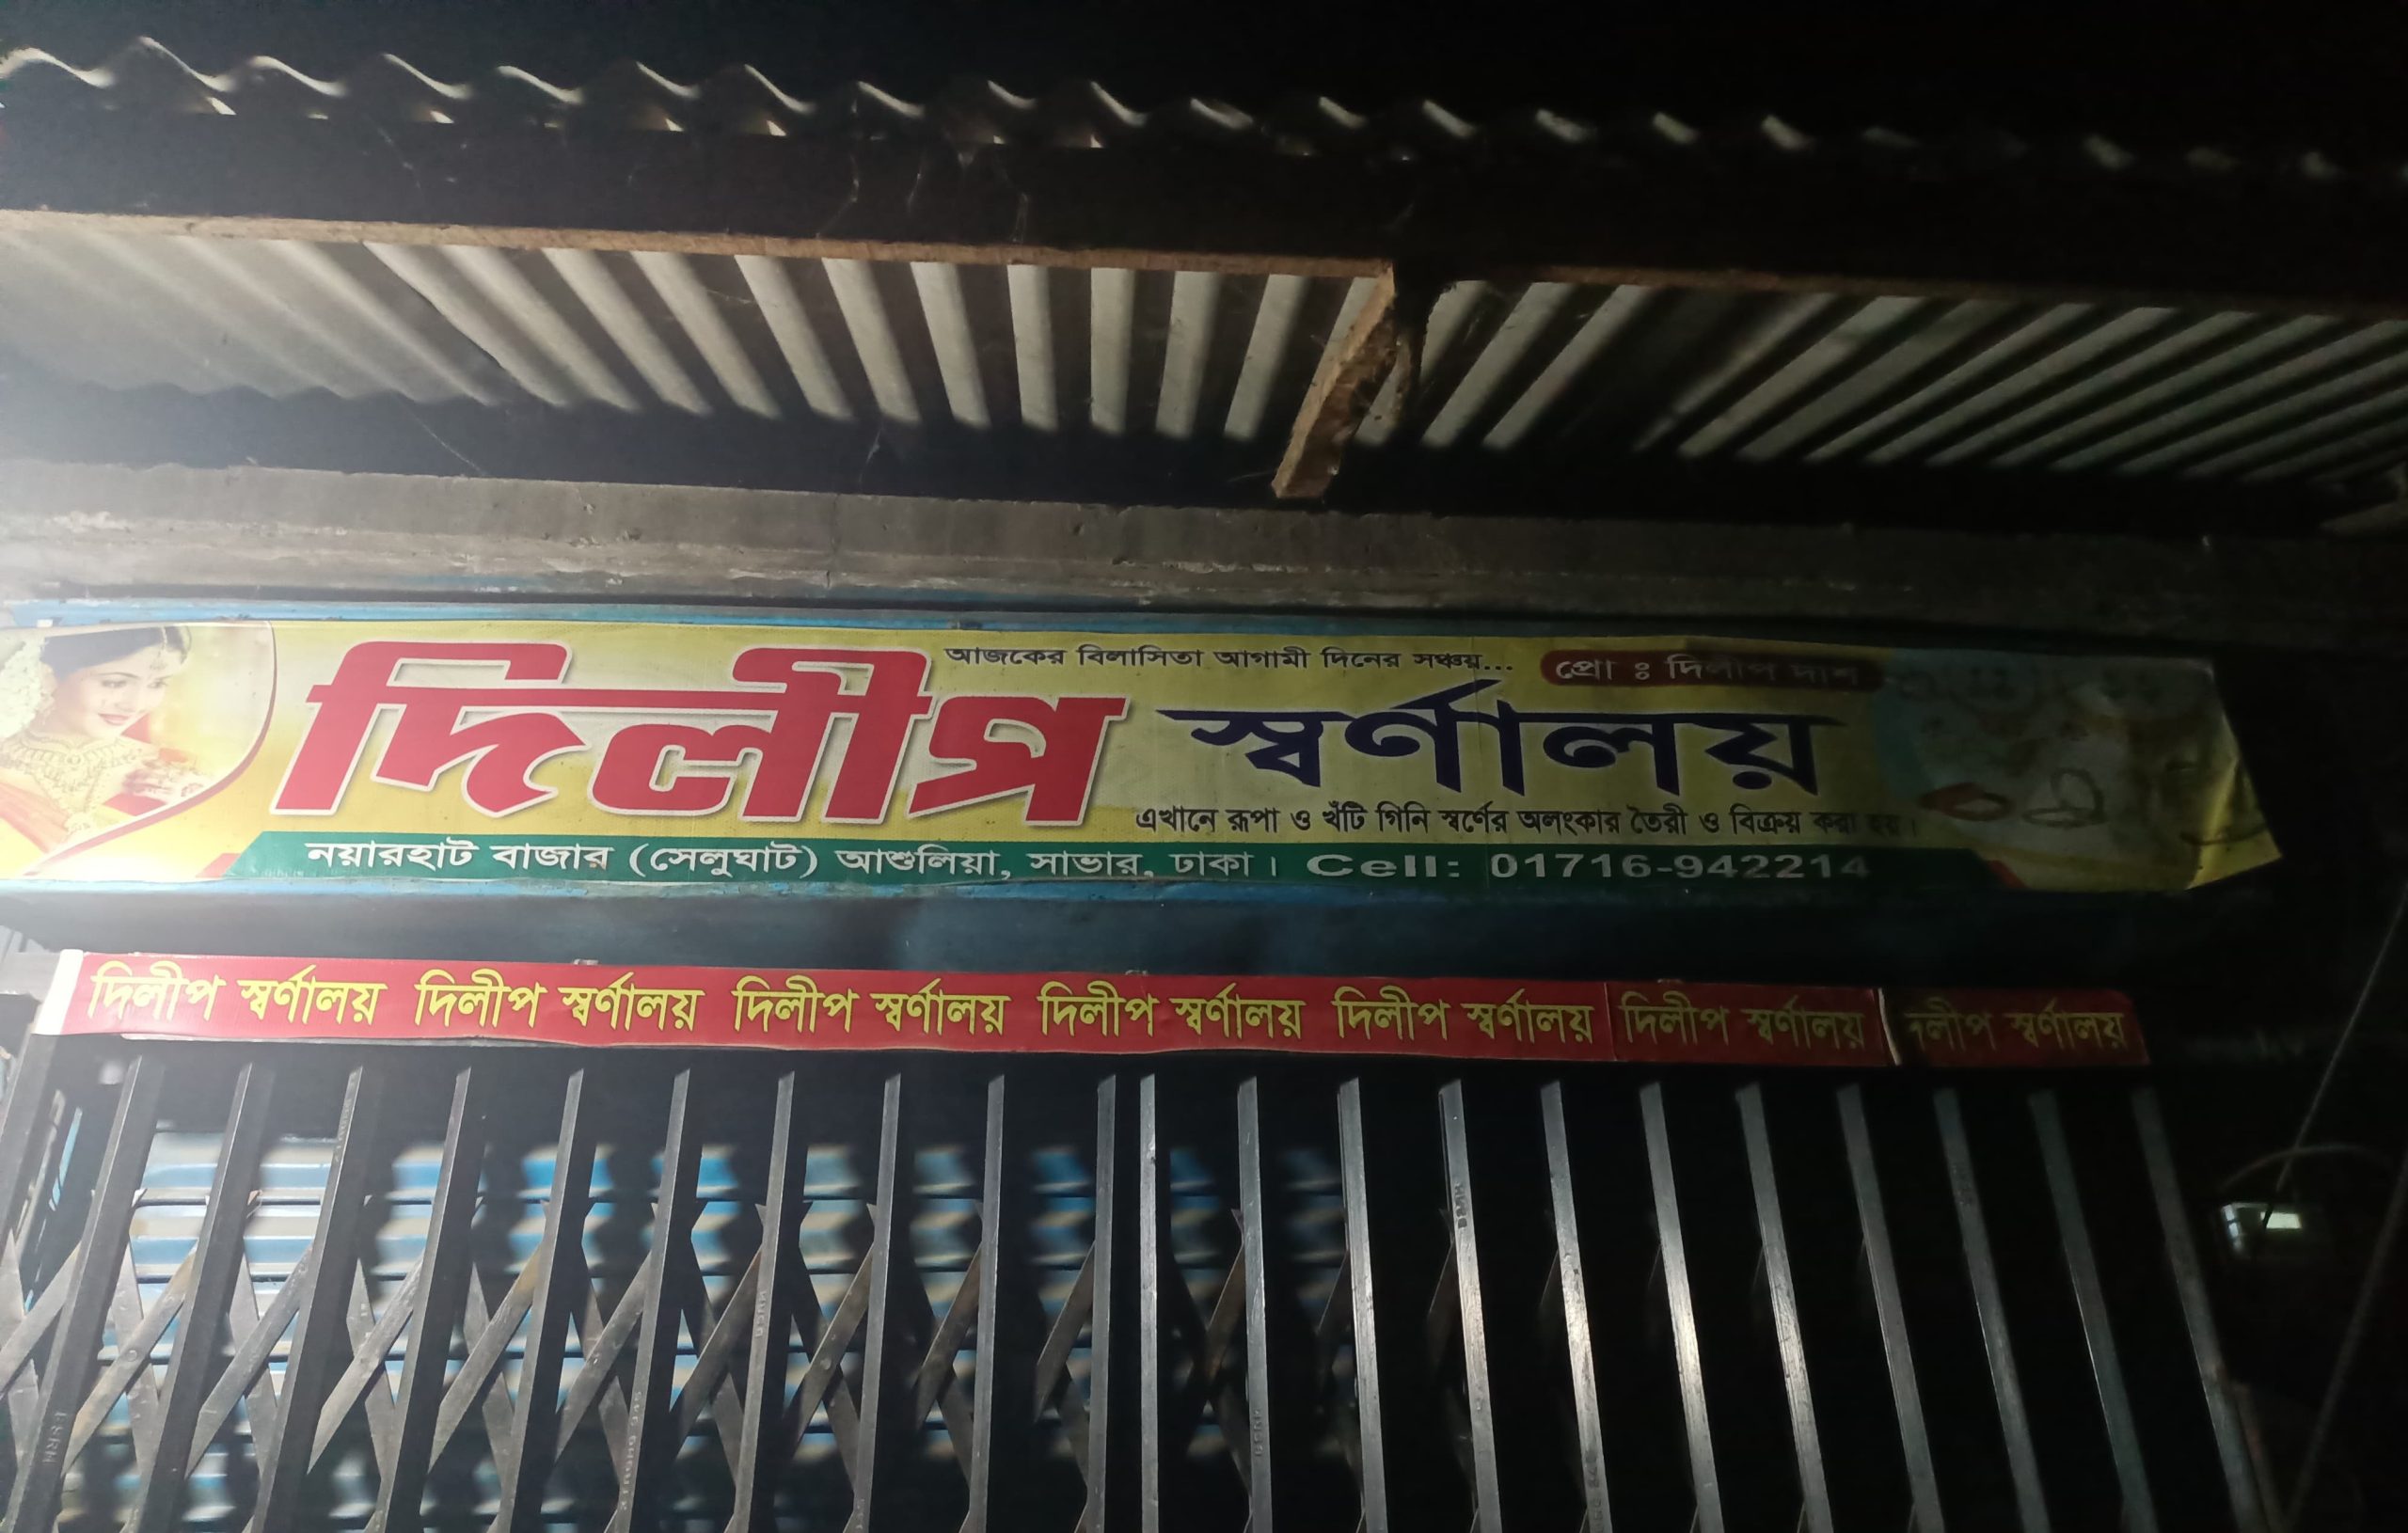 আজকের বিলাসিতা আগামী দিনের সঞ্চয়...
প্রো ঃ দিলীপ দাশ
দিলীপ স্বর্ণালয়
এখানে রূপা ও খাঁটি গিনি স্বর্ণের অলংকার তৈরী ও বিক্রয় করা হয়।
নয়ারহাট বাজার (সেলুঘাট) আশুলিয়া, সাভার, ঢাকা। Cell: 01716-942214
দিলীপ স্বর্ণালয় দিলীপ স্বর্ণালয় দিলীপ স্বর্ণালয় দিলীপ স্বর্ণালয় দিলীপ স্বর্ণালয় দিলীপ স্বর্ণালয় দিলীপ স্বর্ণালয়